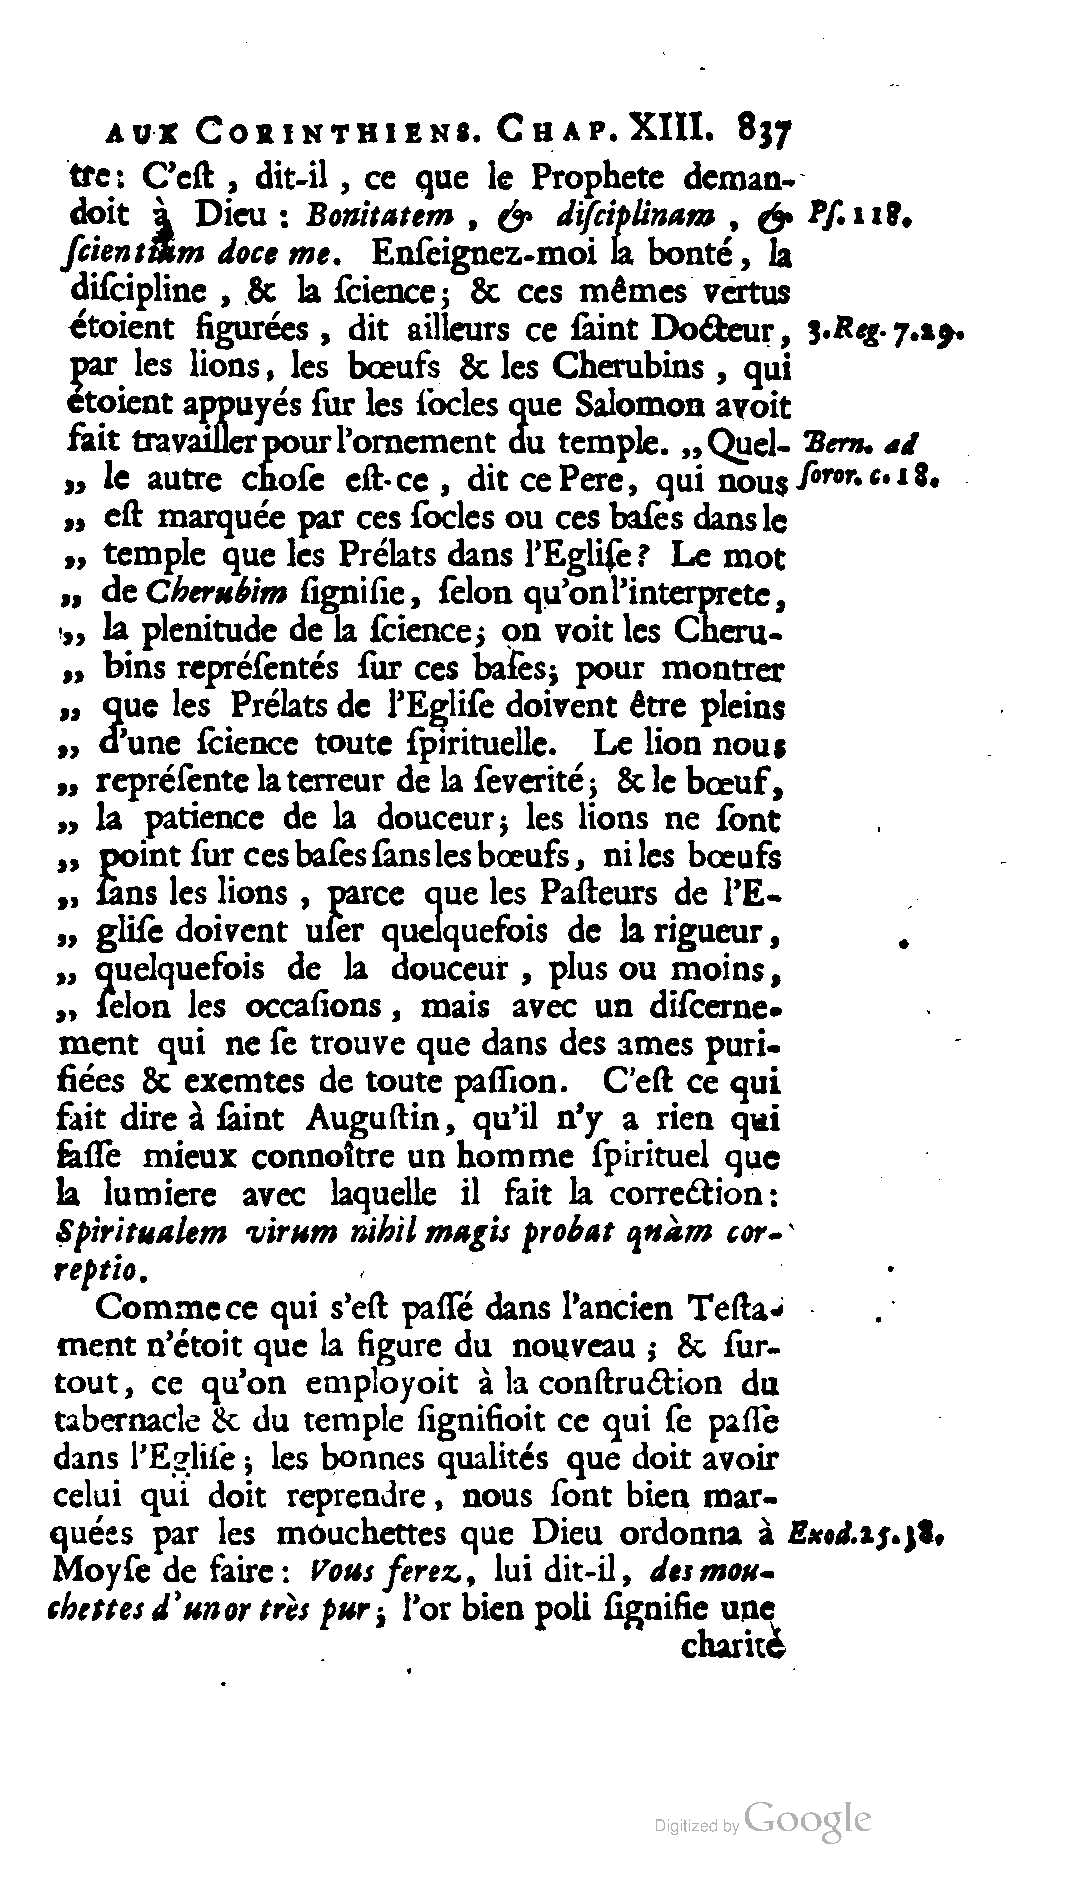 AUX CORINTHIENS. CHAP. XIII. 837
tre: C'eſt, dit-il, ce que le Prophete deman-
doit à Dieu: Bonitatem, & diſciplinam, & Pſ. 118.
ſcientiam doce me. Enſeignez-moi la bonté, la
diſcipline, & la ſcience; & ces mêmes vertus
étoient figurées, dit ailleurs ce ſaint Docteur, 3. Reg. 7. 29.
par les lions, les bœufs & les Cherubins, qui
étoient appuyés ſur les ſocles que Salomon avoit
fait travailler pour l'ornement du temple. „Quel- Bern. ad
„ le autre choſe eſt-ce, dit ce Pere, qui nous ſoror. c. 18.
„ eſt marquée par ces ſocles ou ces baſes dans le
„ temple que les Prélats dans l'Egliſe? Le mot
„ de Cherubim ſignifie, ſelon qu'on l'interprete,
„ la plenitude de la ſcience; on voit les Cheru-
„ bins repréſentés ſur ces baſes; pour montrer
„ que les Prélats de l'Egliſe doivent être pleins
„ d'une ſcience toute ſpirituelle. Le lion nous
„ repréſente la terreur de la ſeverité; & le bœuf,
„ la patience de la douceur; les lions ne ſont
„ point ſur ces baſes ſans les bœufs, ni les bœufs
„ ſans les lions, parce que les Paſteurs de l'E-
„ gliſe doivent uſer quelquefois de la rigueur,
„ quelquefois de la douceur, plus ou moins,
„ ſelon les occaſions, mais avec un diſcerne-
ment qui ne ſe trouve que dans des ames puri-
fiées & exemtes de toute paſſion. C'eſt ce qui
fait dire à ſaint Auguſtin, qu'il n'y a rien qui
faſſe mieux connoître un homme ſpirituel que
la lumiere avec laquelle il fait la correction:
Spiritualem virum nihil magis probat quàm cor-
reptio.
Comme ce qui s'eſt paſſé dans l'ancien Teſta-
ment n'étoit que la figure du nouveau; & ſur-
tout, ce qu'on employoit à la conſtruction du
tabernacle & du temple ſignifioit ce qui ſe paſſe
dans l'Egliſe; les bonnes qualités que doit avoir
celui qui doit reprendre, nous ſont bien mar-
quées par les mouchettes que Dieu ordonna à Exod. 25. 38.
Moyſe de faire: Vous ferez, lui dit-il, des mou-
chettes d'un or très pur; l'or bien poli ſignifie une
charité
Digitized by Google